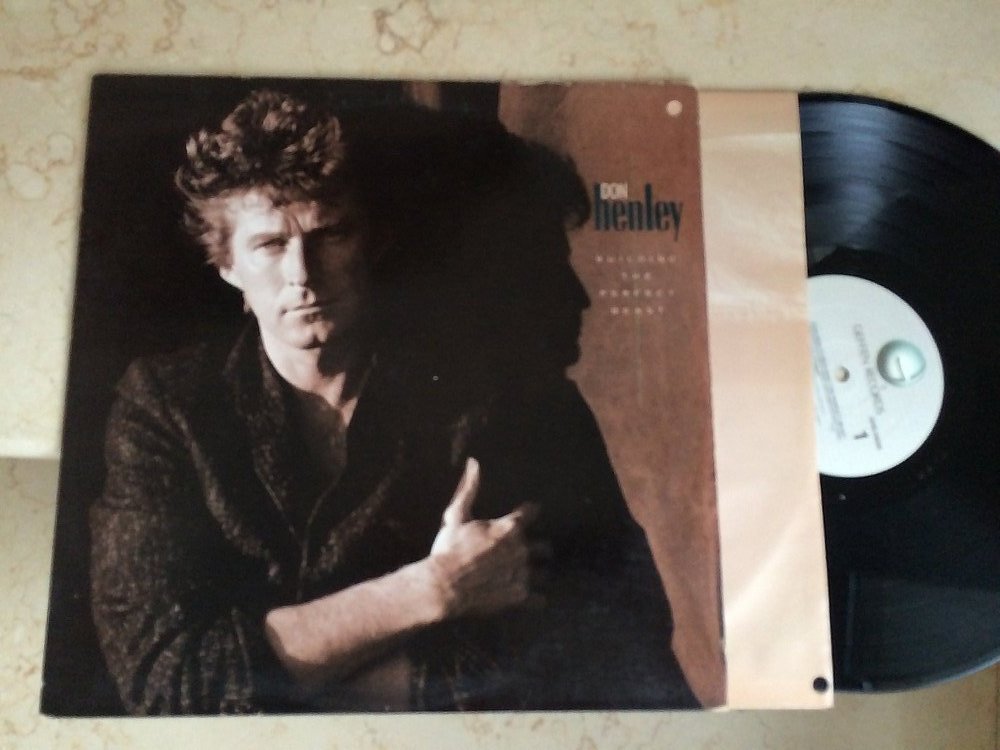 DON
henley
BUILDING
THE
PERFECT
BEAST
GEFFEN RECORDS
1